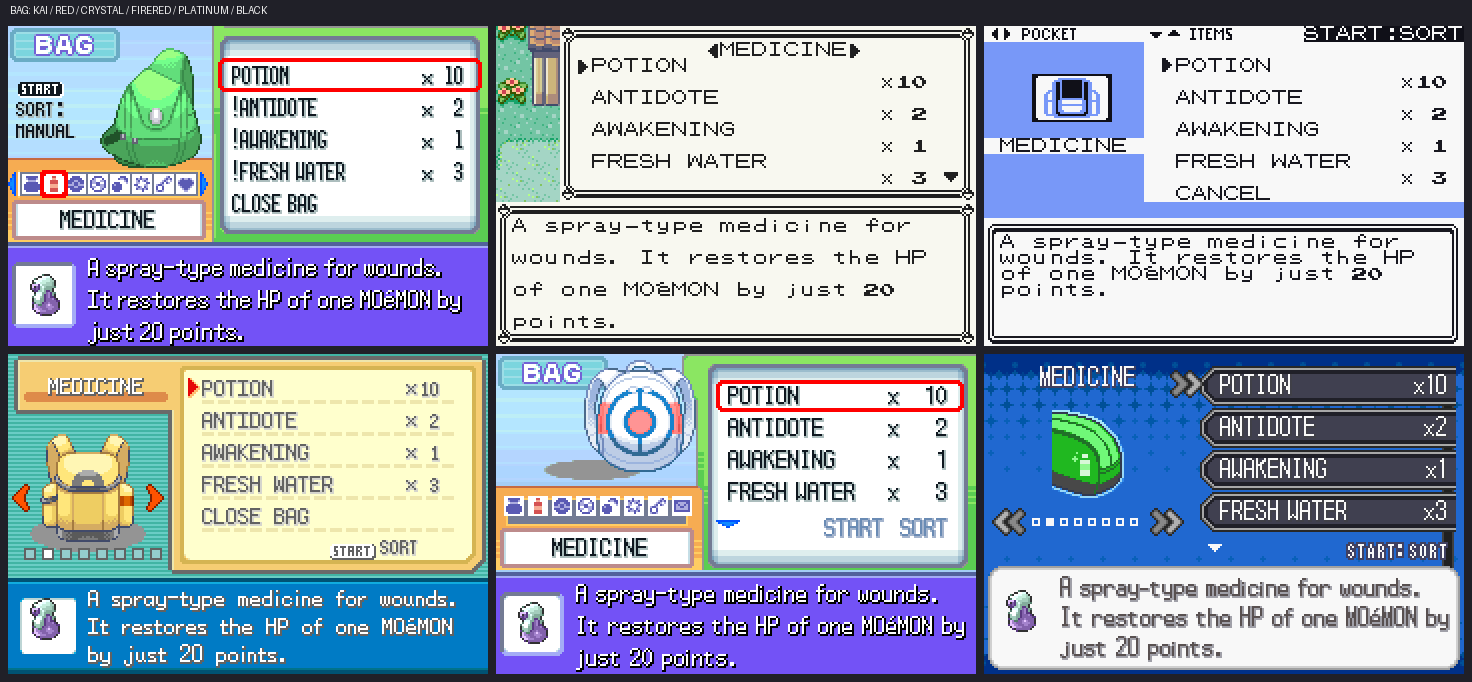 BAG: KAI / RED / CRYSTAL / FIRERED / PLATINUM / BLACK
BAG
START
SORT:
MANUAL
MEDICINE
POTION x 10
!ANTIDOTE x 2
!AWAKENING x 1
!FRESH WATER x 3
CLOSE BAG
A spray-type medicine for wounds.
It restores the HP of one MOéMON by
just 20 points.
MEDICINE
POTION
×10
ANTIDOTE
× 2
AWAKENING
× 1
FRESH WATER
× 3
A spray-type medicine for
wounds. It restores the HP
of one MOéMON by just 20
points.
POCKET ITEMS START:SORT
MEDICINE
POTION
×10
ANTIDOTE
× 2
AWAKENING
× 1
FRESH WATER
× 3
CANCEL
A spray-type medicine for
wounds. It restores the HP
of one MOéMON by just 20
points.
MEDICINE
POTION ×10
ANTIDOTE × 2
AWAKENING × 1
FRESH WATER × 3
CLOSE BAG
START SORT
A spray-type medicine for wounds.
It restores the HP of one MOéMON
by just 20 points.
BAG
MEDICINE
POTION x 10
ANTIDOTE x 2
AWAKENING x 1
FRESH WATER x 3
START SORT
A spray-type medicine for wounds.
It restores the HP of one MOéMON by
just 20 points.
MEDICINE
POTION x10
ANTIDOTE x2
AWAKENING x1
FRESH WATER x3
START: SORT
A spray-type medicine for wounds.
It restores the HP of one MOéMON by
just 20 points.